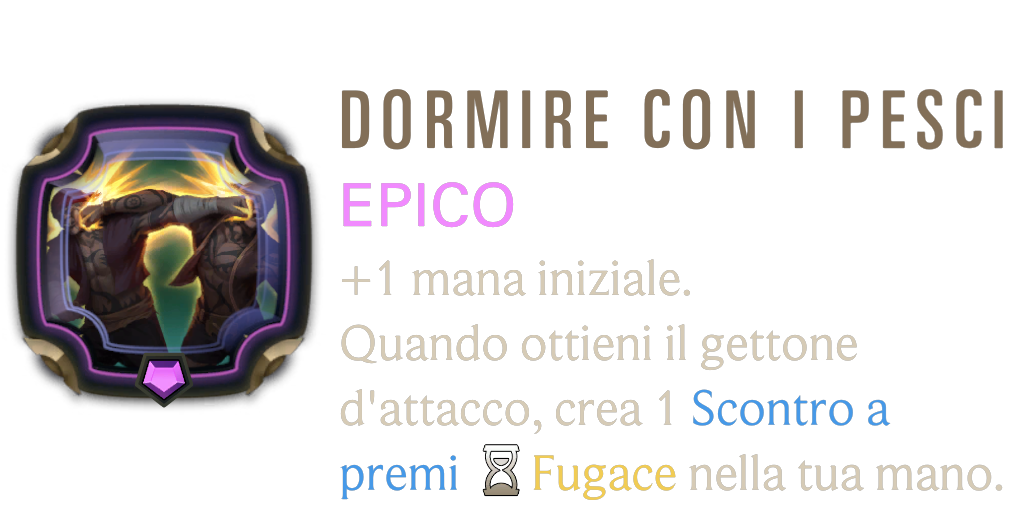 DORMIRE CON I PESCI
EPICO
+1 mana iniziale.
Quando ottieni il gettone
d'attacco, crea 1 Scontro a
premi Fugace nella tua mano.